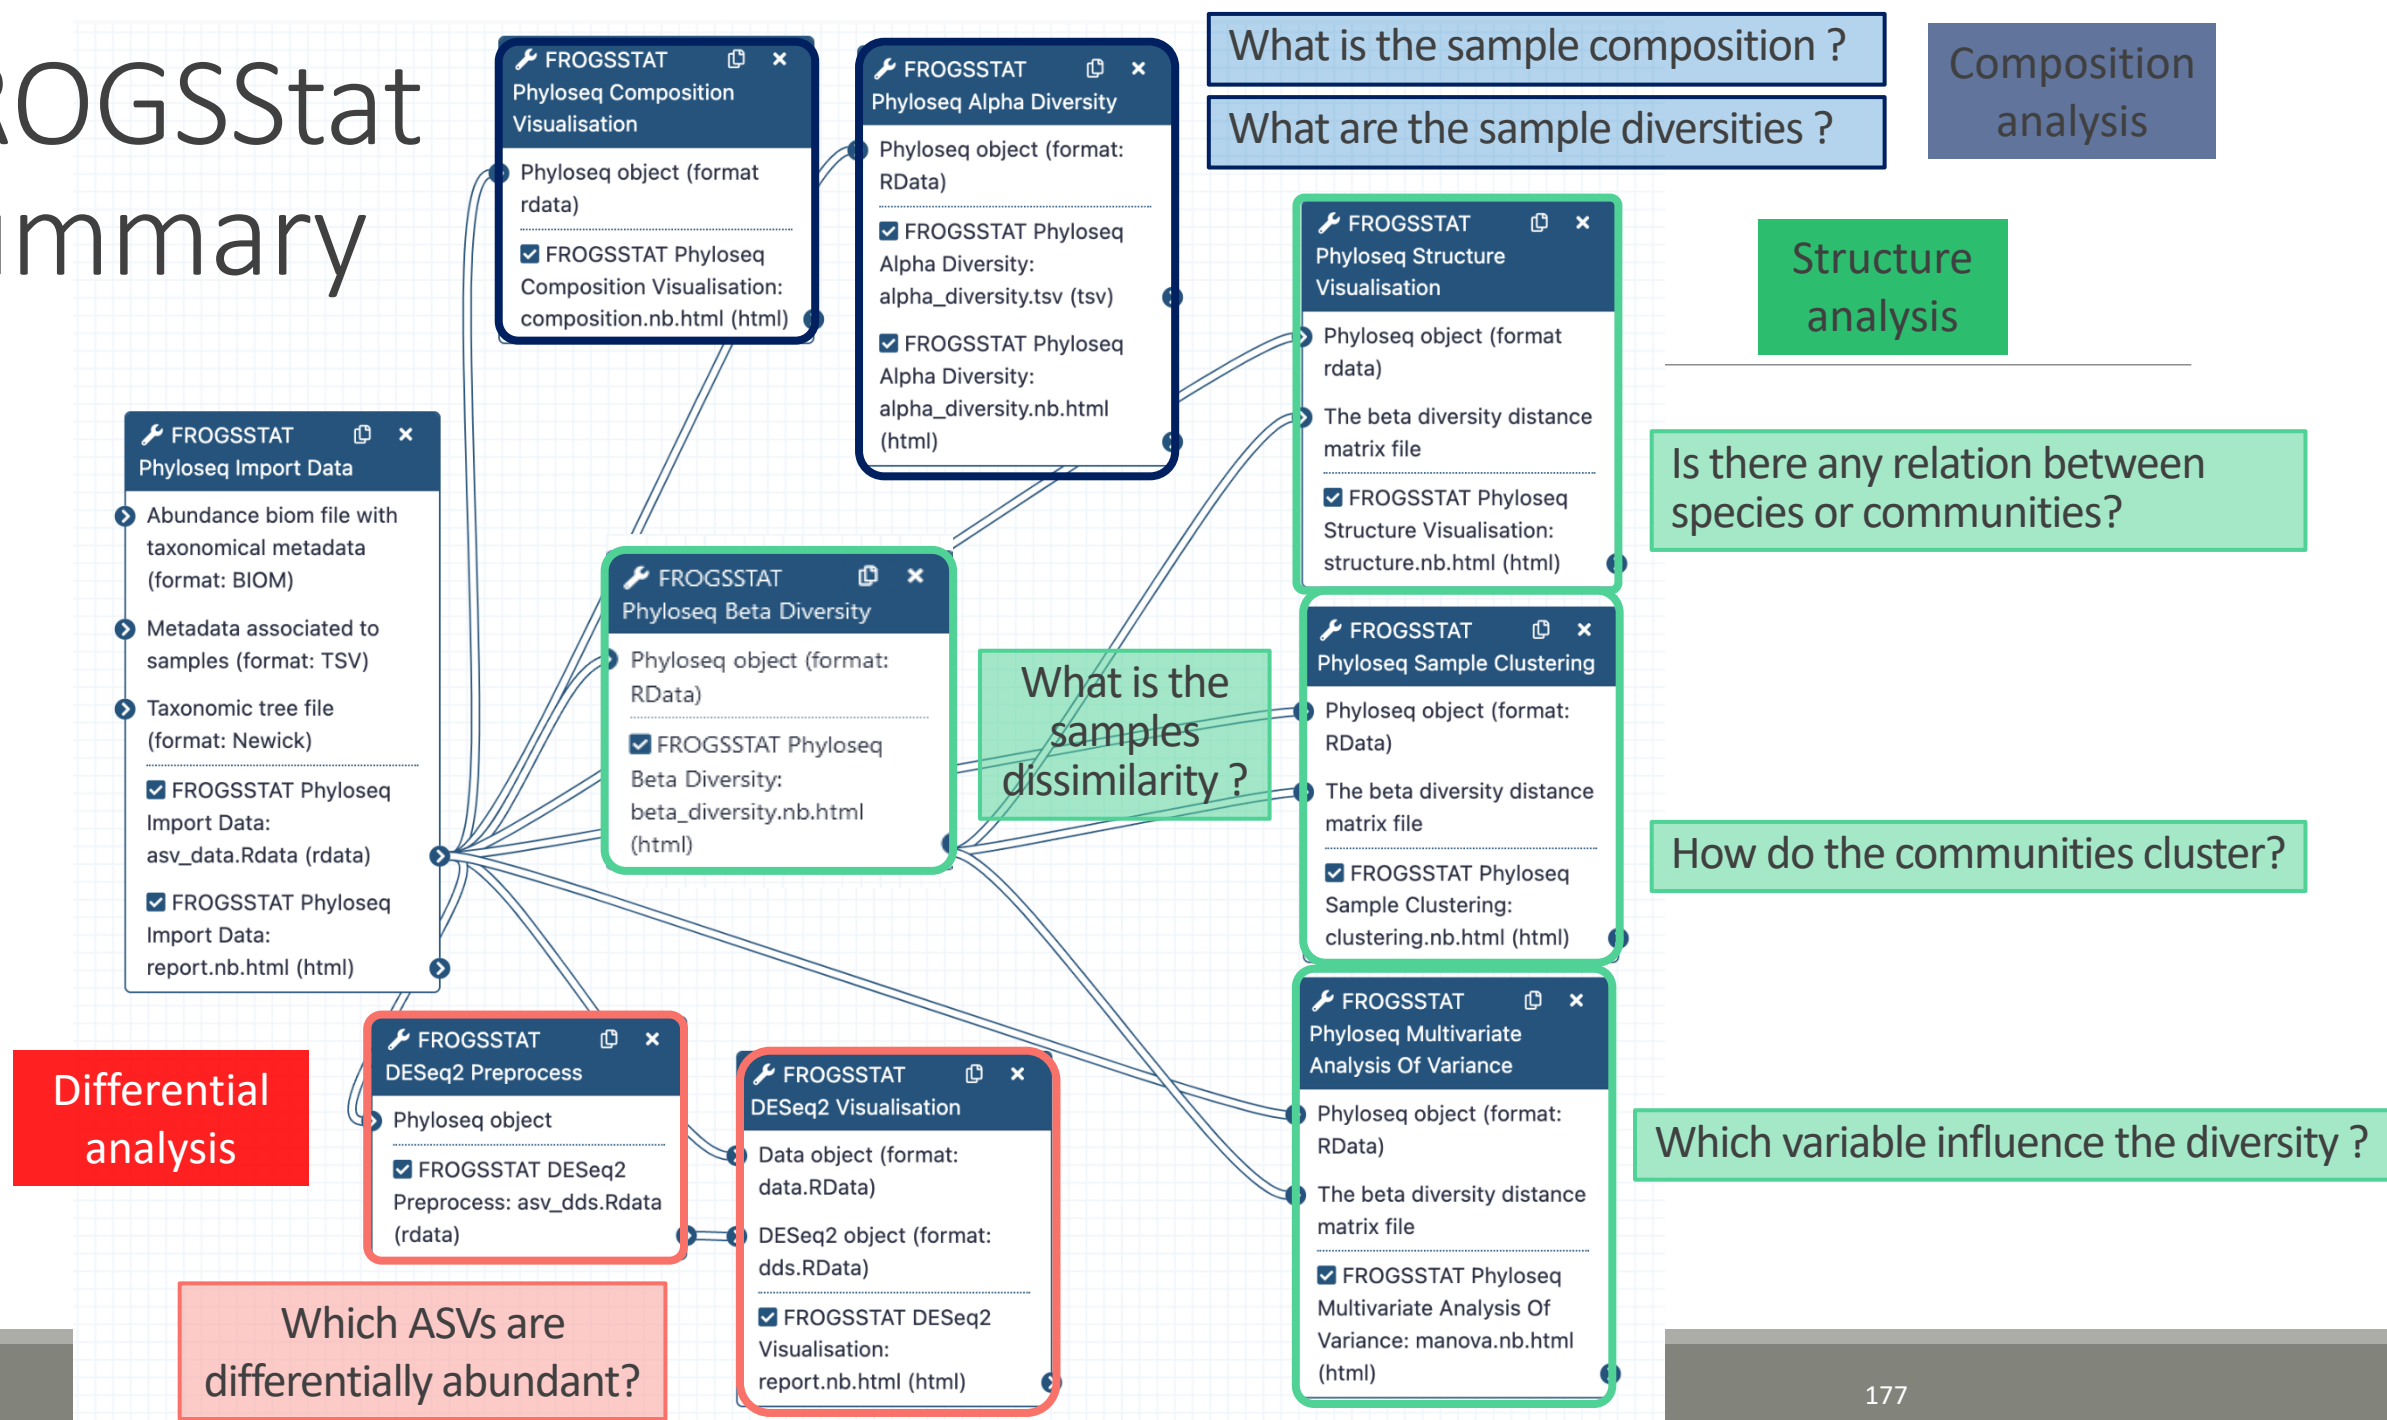 ROGSStat
ummary
FROGSSTAT
Phyloseq Composition
Visualisation
Phyloseq object (format
rdata)
FROGSSTAT Phyloseq
Composition Visualisation:
composition.nb.html (html)
FROGSSTAT
Phyloseq Alpha Diversity
Phyloseq object (format:
RData)
FROGSSTAT Phyloseq
Alpha Diversity:
alpha_diversity.tsv (tsv)
FROGSSTAT Phyloseq
Alpha Diversity:
alpha_diversity.nb.html
(html)
What is the sample composition ?
What are the sample diversities ?
Composition
analysis
FROGSSTAT
Phyloseq Structure
Visualisation
Phyloseq object (format
rdata)
The beta diversity distance
matrix file
FROGSSTAT Phyloseq
Structure Visualisation:
structure.nb.html (html)
Structure
analysis
Is there any relation between
species or communities?
FROGSSTAT
Phyloseq Import Data
Abundance biom file with
taxonomical metadata
(format: BIOM)
Metadata associated to
samples (format: TSV)
Taxonomic tree file
(format: Newick)
FROGSSTAT Phyloseq
Import Data:
asv_data.Rdata (rdata)
FROGSSTAT Phyloseq
Import Data:
report.nb.html (html)
FROGSSTAT
Phyloseq Beta Diversity
Phyloseq object (format:
RData)
FROGSSTAT Phyloseq
Beta Diversity:
beta_diversity.nb.html
(html)
What is the
samples
dissimilarity ?
FROGSSTAT
Phyloseq Sample Clustering
Phyloseq object (format:
RData)
The beta diversity distance
matrix file
FROGSSTAT Phyloseq
Sample Clustering:
clustering.nb.html (html)
How do the communities cluster?
FROGSSTAT
Phyloseq Multivariate
Analysis Of Variance
Phyloseq object (format:
RData)
The beta diversity distance
matrix file
FROGSSTAT Phyloseq
Multivariate Analysis Of
Variance: manova.nb.html
(html)
Which variable influence the diversity ?
Differential
analysis
FROGSSTAT
DESeq2 Preprocess
Phyloseq object
FROGSSTAT DESeq2
Preprocess: asv_dds.Rdata
(rdata)
FROGSSTAT
DESeq2 Visualisation
Data object (format:
data.RData)
DESeq2 object (format:
dds.RData)
FROGSSTAT DESeq2
Visualisation:
report.nb.html (html)
Which ASVs are
differentially abundant?
177